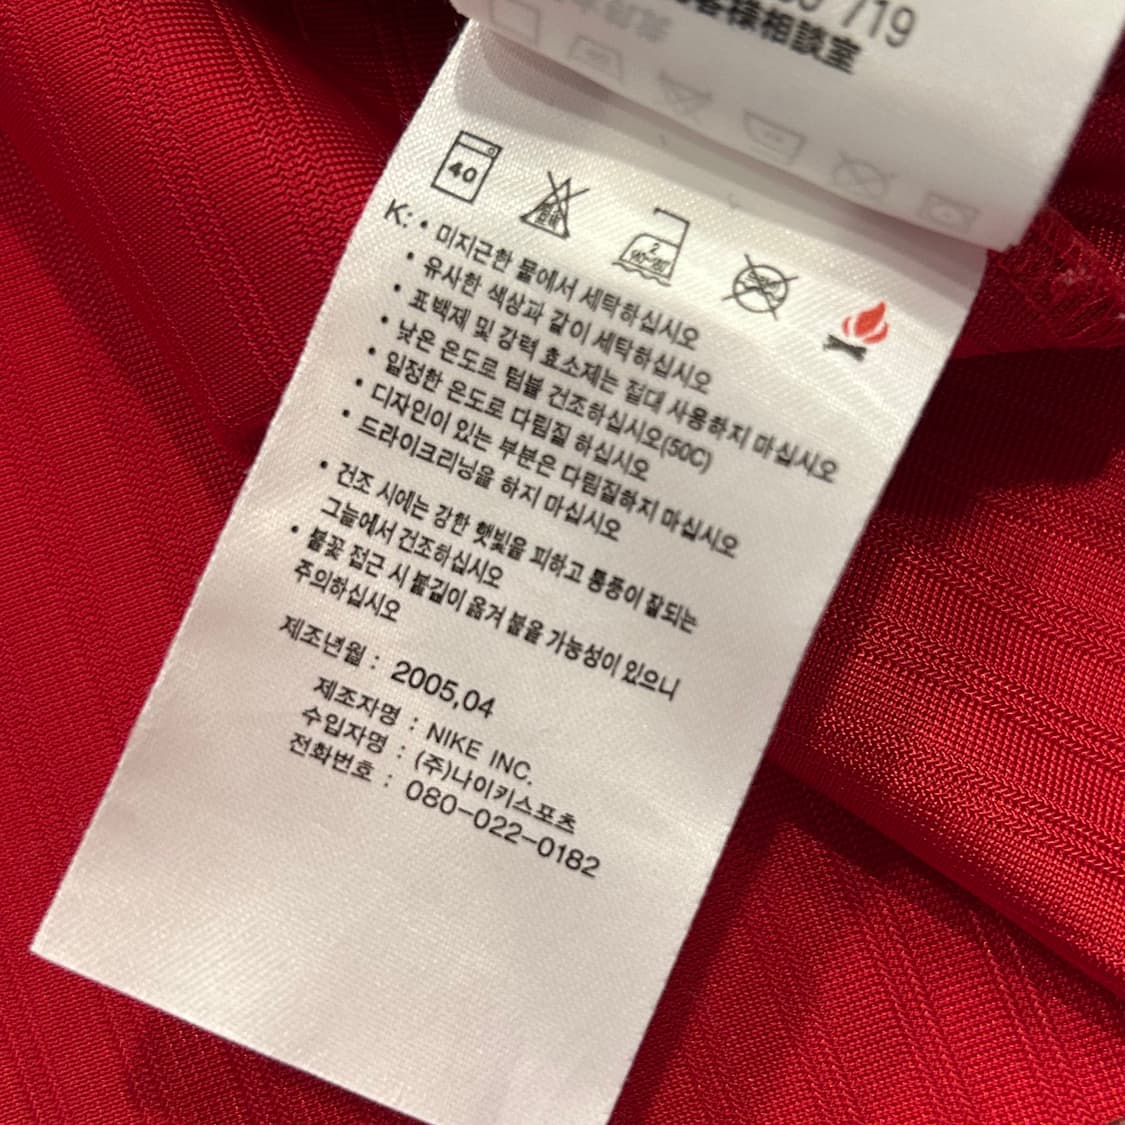 /19
客様相談室
40
K: • 미지근한 물에서 세탁하십시오
• 유사한 색상과 같이 세탁하십시오
• 표백제 및 강력 효소제는 절대 사용하지 마십시오
• 낮은 온도로 텀블 건조하십시오(50C)
• 일정한 온도로 다림질 하십시오
• 디자인이 있는 부분은 다림질하지 마십시오
• 드라이크리닝을 하지 마십시오
• 건조 시에는 강한 햇빛을 피하고 통풍이 잘되는
그늘에서 건조하십시오
• 불꽃 접근 시 불길이 옮겨 붙을 가능성이 있으니
주의하십시오
제조년월 : 2005,04
제조자명 : NIKE INC.
수입자명 : (주)나이키스포츠
전화번호 : 080-022-0182